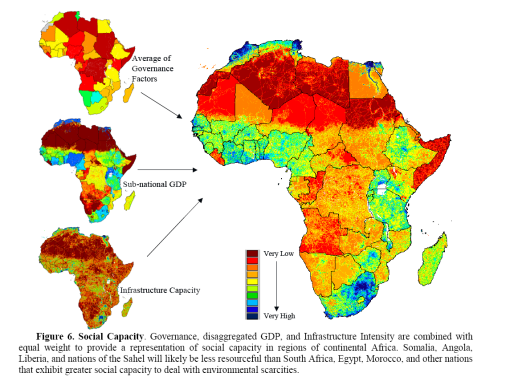 Average of
Governance
Factors
Sub-national GDP
Infrastructure Capacity
Very Low
Very High
Figure 6. Social Capacity. Governance, disaggregated GDP, and Infrastructure Intensity are combined with
equal weight to provide a representation of social capacity in regions of continental Africa. Somalia, Angola,
Liberia, and nations of the Sahel will likely be less resourceful than South Africa, Egypt, Morocco, and other nations
that exhibit greater social capacity to deal with environmental scarcities.